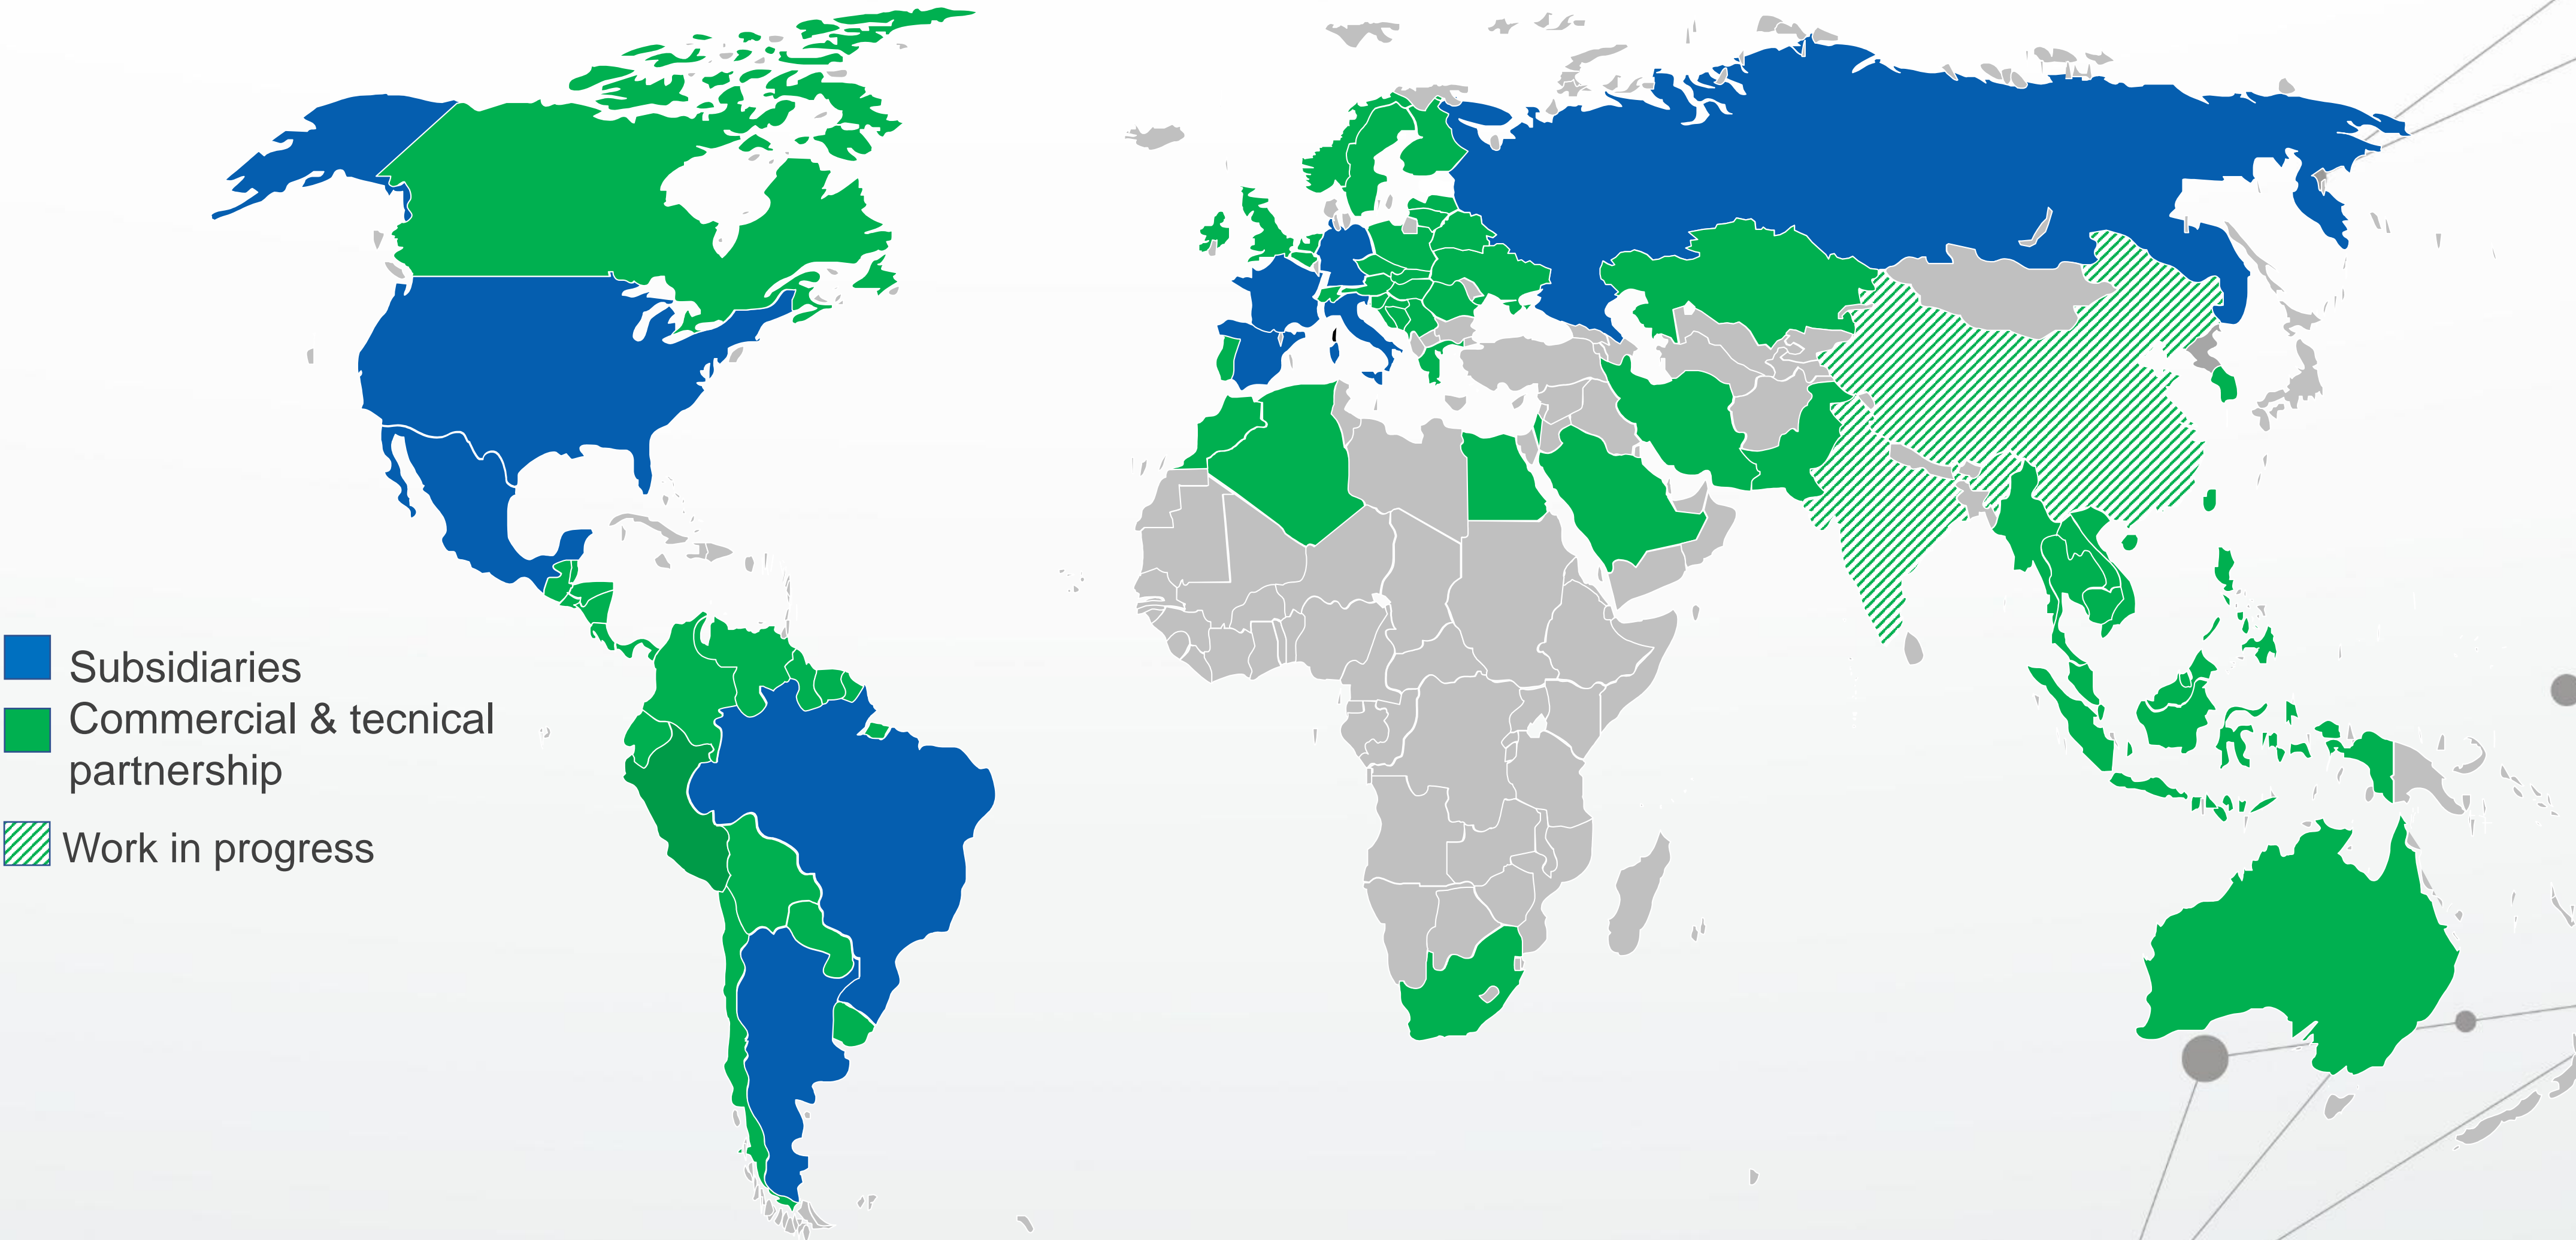 Subsidiaries
Commercial & tecnical
partnership
Work in progress